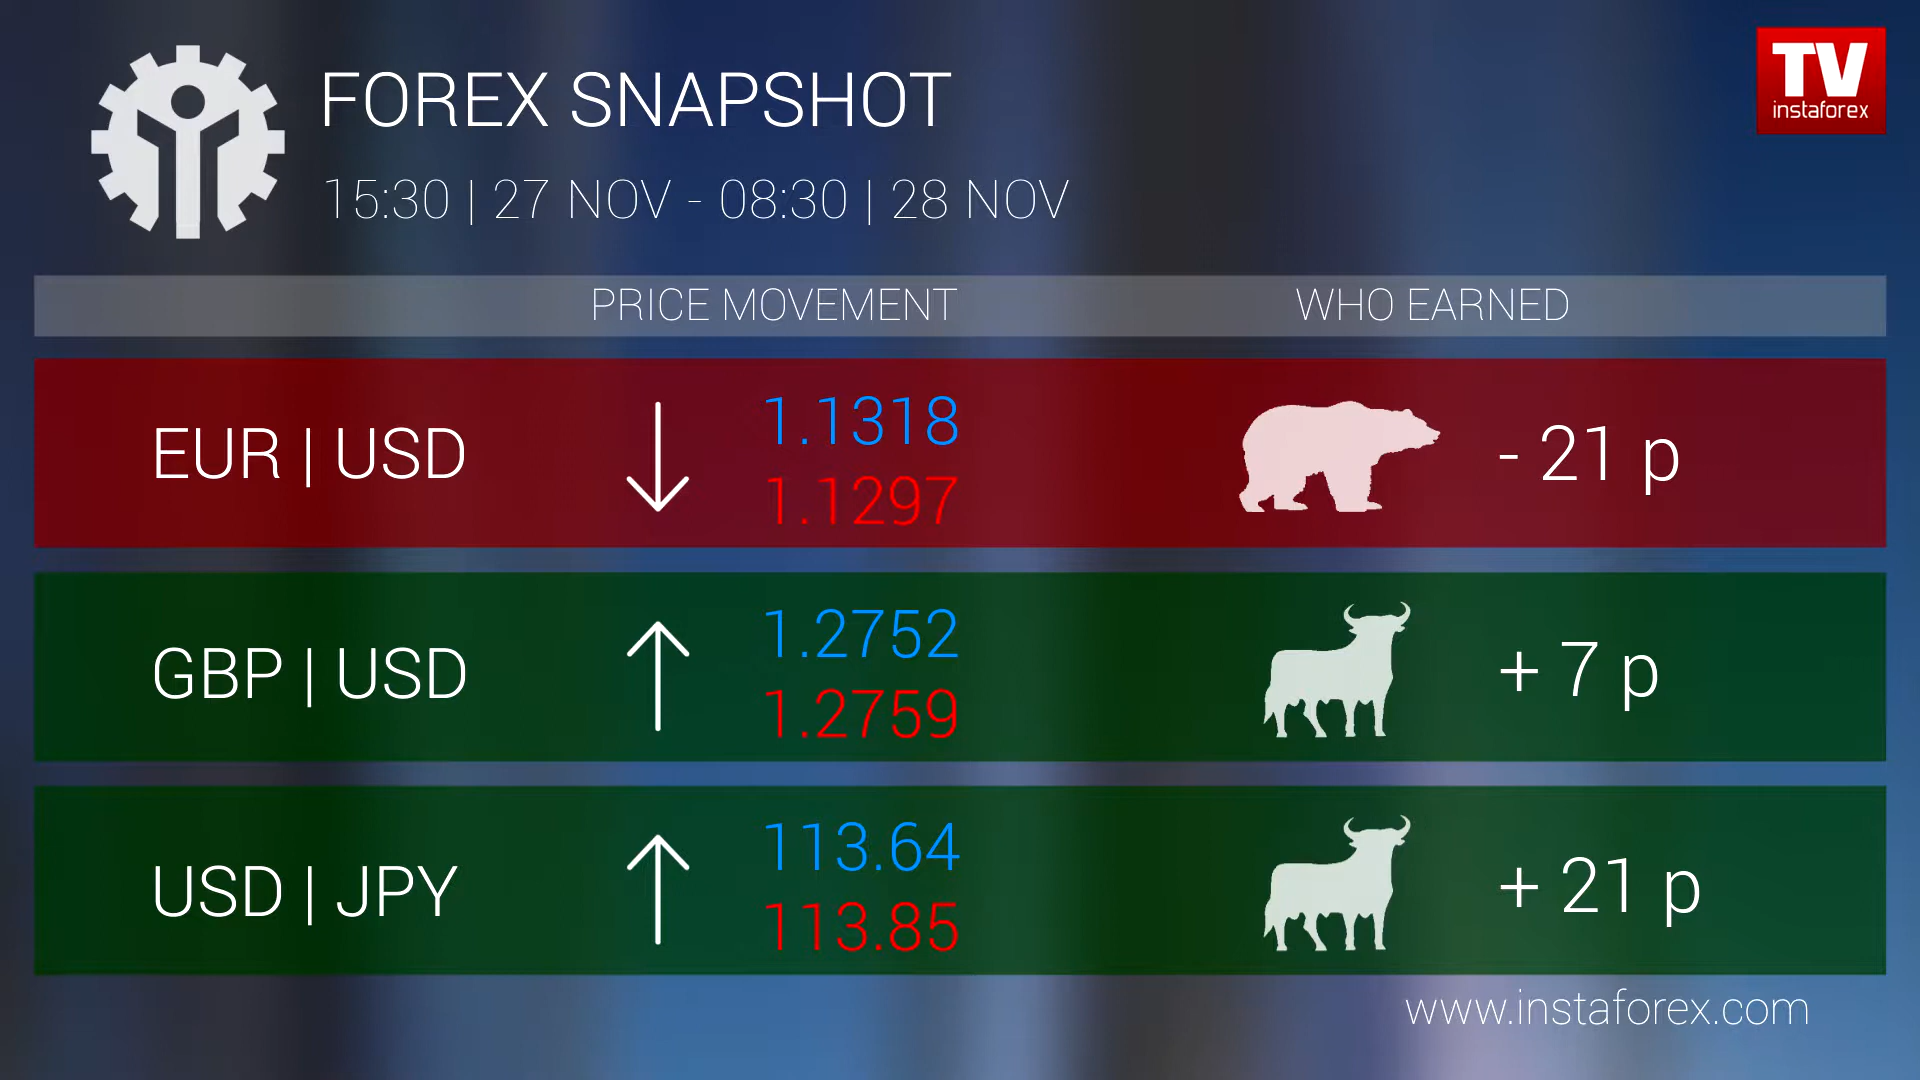 FOREX SNAPSHOT
TV
instaforex
15:30 | 27 NOV - 08:30 | 28 NOV
PRICE MOVEMENT WHO EARNED
EUR | USD
1.1318
1.1297
- 21 p
GBP | USD
1.2752
1.2759
+ 7 p
USD | JPY
113.64
113.85
+ 21 p
www.instaforex.com